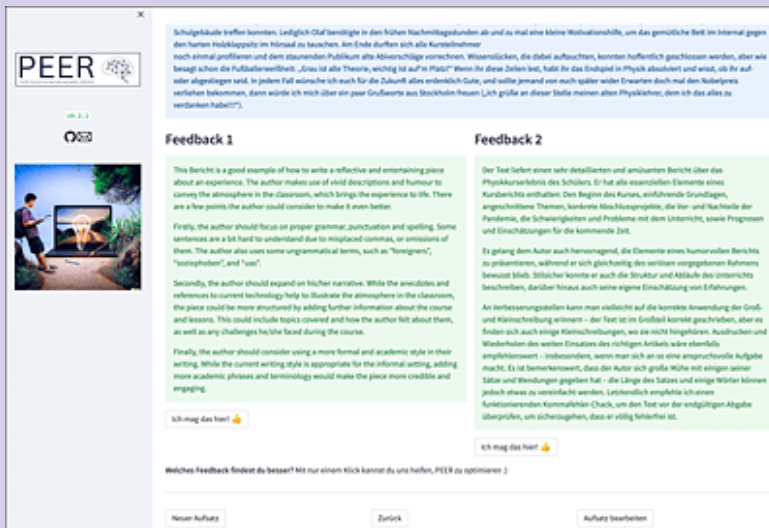 PEER
v0.2.1
Schulgebäude treffen konnten. Lediglich Olaf benötigte in den frühen Nachmittagsstunden ab und zu mal eine kleine Motivationshilfe, um das gemütliche Bett im Internat gegen
den harten Holzklappsitz im Hörsaal zu tauschen. Am Ende durften sich alle Kursteilnehmer
noch einmal profilieren und dem staunenden Publikum alte Abivorschläge vorrechnen. Wissenslücken, die dabei auftauchten, konnten hoffentlich geschlossen werden, aber wie
besagt schon die Fußballerweißheit: „Grau ist alle Theorie, wichtig ist auf'm Platz!" Wenn ihr diese Zeilen lest, habt ihr das Endspiel in Physik absolviert und wisst, ob ihr auf-
oder abgestiegen seid. In jedem Fall wünsche ich euch für die Zukunft alles erdenklich Gute, und sollte jemand von euch später wider Erwarten doch mal den Nobelpreis
verliehen bekommen, dann würde ich mich über ein paar Grußworte aus Stockholm freuen („Ich grüße an dieser Stelle meinen alten Physiklehrer, dem ich das alles zu
verdanken habe!!!").
Feedback 1
This Bericht is a good example of how to write a reflective and entertaining piece
about an experience. The author makes use of vivid descriptions and humour to
convey the atmosphere in the classroom, which brings the experience to life. There
are a few points the author could consider to make it even better.
Firstly, the author should focus on proper grammar, punctuation and spelling. Some
sentences are a bit hard to understand due to misplaced commas, or omissions of
them. The author also uses some ungrammatical terms, such as "foreigners",
"soziophoben", and "uas".
Secondly, the author should expand on his/her narrative. While the anecdotes and
references to current technology help to illustrate the atmosphere in the classroom,
the piece could be more structured by adding further information about the course
and lessons. This could include topics covered and how the author felt about them,
as well as any challenges he/she faced during the course.
Finally, the author should consider using a more formal and academic style in their
writing. While the current writing style is appropriate for the informal setting, adding
more academic phrases and terminology would make the piece more credible and
engaging.
Ich mag das hier! 👍
Feedback 2
Der Text liefert einen sehr detaillierten und amüsanten Bericht über das
Physikkurserlebnis des Schülers. Er hat alle essenziellen Elemente eines
Kursberichts enthalten: Den Beginn des Kurses, einführende Grundlagen,
angeschnittene Themen, konkrete Abschlussprojekte, die Vor- und Nachteile der
Pandemie, die Schwierigkeiten und Probleme mit dem Unterricht, sowie Prognosen
und Einschätzungen für die kommende Zeit.
Es gelang dem Autor auch hervorragend, die Elemente eines humorvollen Berichts
zu präsentieren, während er sich gleichzeitig des seriösen vorgegebenen Rahmens
bewusst blieb. Stilsicher konnte er auch die Struktur und Abläufe des Unterrichts
beschreiben, darüber hinaus auch seine eigene Einschätzung von Erfahrungen.
An Verbesserungsstellen kann man vielleicht auf die korrekte Anwendung der Groß-
und Kleinschreibung erinnern – der Text ist im Großteil korrekt geschrieben, aber es
finden sich auch einige Kleinschreibungen, wo sie nicht hingehören. Ausdrucken und
Wiederholen des weiten Einsatzes des richtigen Artikels wäre ebenfalls
empfehlenswert – insbesondere, wenn man sich an so eine anspruchsvolle Aufgabe
macht. Es ist bemerkenswert, dass der Autor sich große Mühe mit einigen seiner
Sätze und Wendungen gegeben hat – die Länge des Satzes und einige Wörter können
jedoch etwas zu vereinfacht werden. Letztendlich empfehle ich einen
funktionierenden Kommafehler-Chack, um den Text vor der endgültigen Abgabe
überprüfen, um sicherzugehen, dass er völlig fehlerfrei ist.
Ich mag das hier! 👍
Welches Feedback findest du besser? Mit nur einem Klick kannst du uns helfen, PEER zu optimieren :)
Neuer Aufsatz
Zurück
Aufsatz bearbeiten